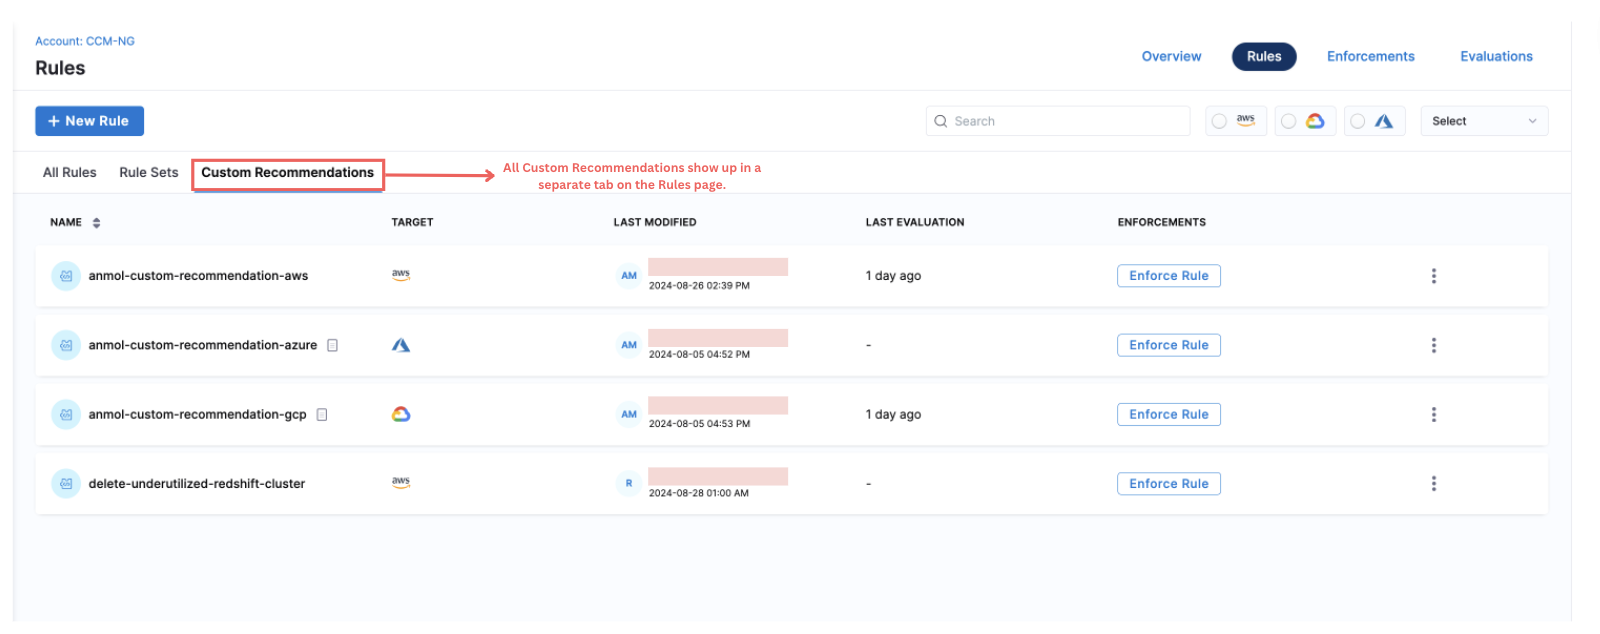 Account: CCM-NG
Rules
Overview
Rules
Enforcements
Evaluations
+ New Rule
Search
aws
Select
All Rules
Rule Sets
Custom Recommendations
All Custom Recommendations show up in a
separate tab on the Rules page.
NAME
TARGET
LAST MODIFIED
LAST EVALUATION
ENFORCEMENTS
anmol-custom-recommendation-aws
aws
AM
2024-08-26 02:39 PM
1 day ago
Enforce Rule
anmol-custom-recommendation-azure
AM
2024-08-05 04:52 PM
-
Enforce Rule
anmol-custom-recommendation-gcp
AM
2024-08-05 04:53 PM
1 day ago
Enforce Rule
delete-underutilized-redshift-cluster
aws
R
2024-08-28 01:00 AM
-
Enforce Rule